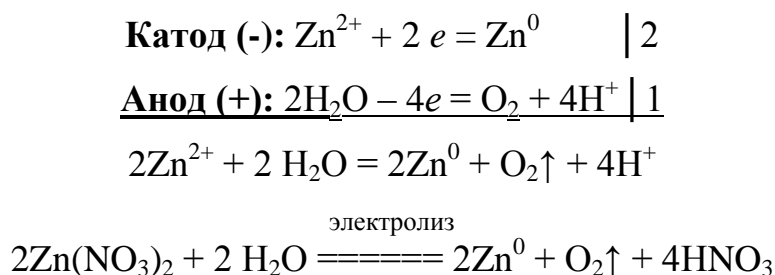 Катод (-): Zn²⁺ + 2 e = Zn⁰ | 2
Анод (+): 2H₂O – 4e = O₂ + 4H⁺ | 1
2Zn²⁺ + 2 H₂O = 2Zn⁰ + O₂↑ + 4H⁺
электролиз
2Zn(NO₃)₂ + 2 H₂O ====== 2Zn⁰ + O₂↑ + 4HNO₃